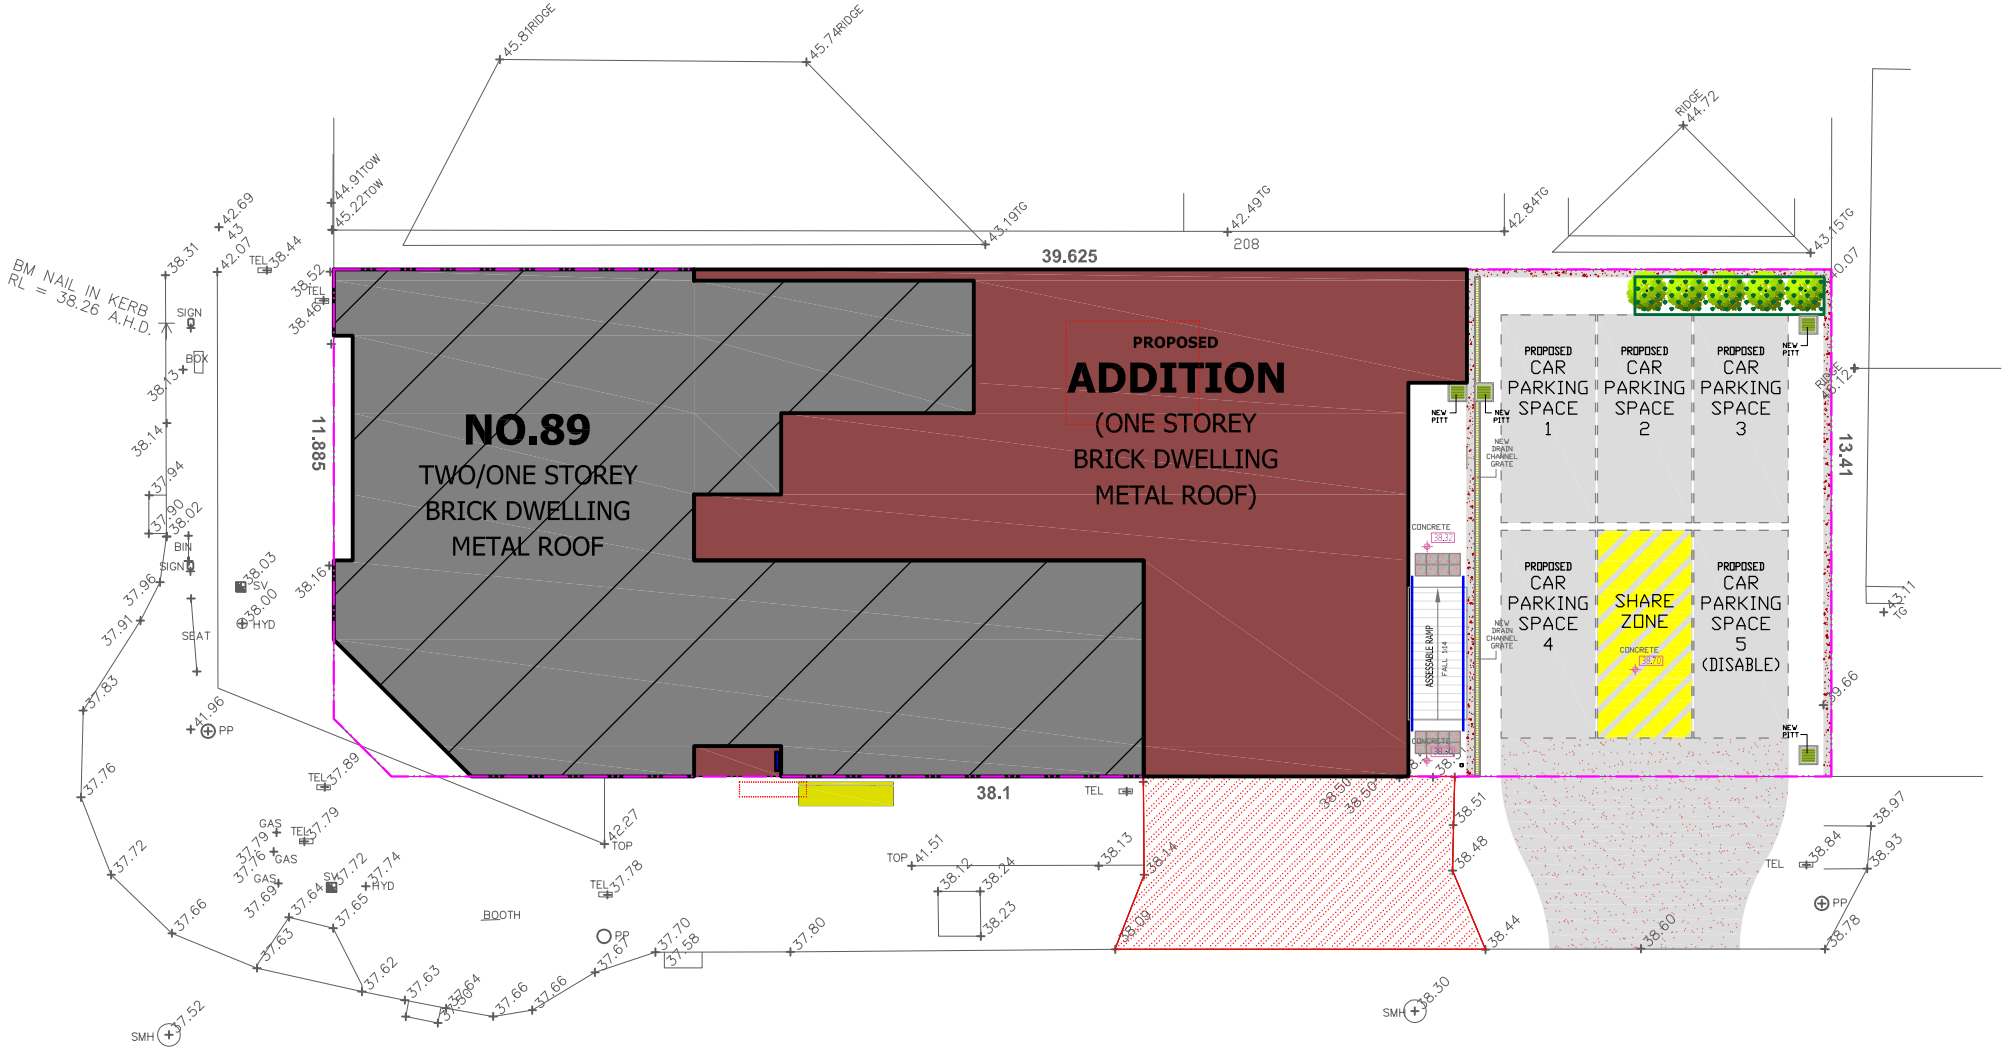 45.81RIDGE
45.74RIDGE
RIDGE
44.72
44.91TOW
45.22TOW
42.69
43
42.07
38.31
TEL
38.44
43.19TG
42.49TG
208
42.84TG
43.15TG
39.625
BM NAIL IN KERB
RL = 38.26 A.H.D.
38.52
TEL
38.46
SIGN
BOX
38.13
38.14
37.94
37.90
38.02
BIN
SIGN
37.96
37.91
38.03
SV
38.00
HYD
SEAT
38.16
37.83
41.96
PP
37.76
11.885
NO.89
TWO/ONE STOREY
BRICK DWELLING
METAL ROOF
PROPOSED
ADDITION
(ONE STOREY
BRICK DWELLING
METAL ROOF)
NEW
PITT
NEW
PITT
NEW
DRAIN
CHANNEL
GRATE
CONCRETE
38.32
ASSESSABLE RAMP
FALL 1:14
NEW
DRAIN
CHANNEL
GRATE
CONCRETE
PROPOSED
CAR
PARKING
SPACE
1
PROPOSED
CAR
PARKING
SPACE
2
PROPOSED
CAR
PARKING
SPACE
3
NEW
PITT
PROPOSED
CAR
PARKING
SPACE
4
SHARE
ZONE
CONCRETE
38.70
PROPOSED
CAR
PARKING
SPACE
5
(DISABLE)
NEW
PITT
13.41
RIDGE
43.11
TG
39.66
38.1
TEL
37.89
GAS
37.79
TEL
37.79
37.76
GAS
37.72
GAS
37.69
SV
37.72
37.74
HYD
37.64
37.65
37.66
37.63
37.62
37.63
37.64
37.66
37.66
37.67
37.70
37.58
37.80
BOOTH
PP
TEL
37.78
42.27
TOP
TOP
41.51
38.12
38.24
38.23
38.13
38.14
38.09
TEL
38.50
38.50
38.51
38.48
38.44
38.60
38.78
38.84
TEL
38.97
38.93
PP
SMH
37.52
SMH
38.30